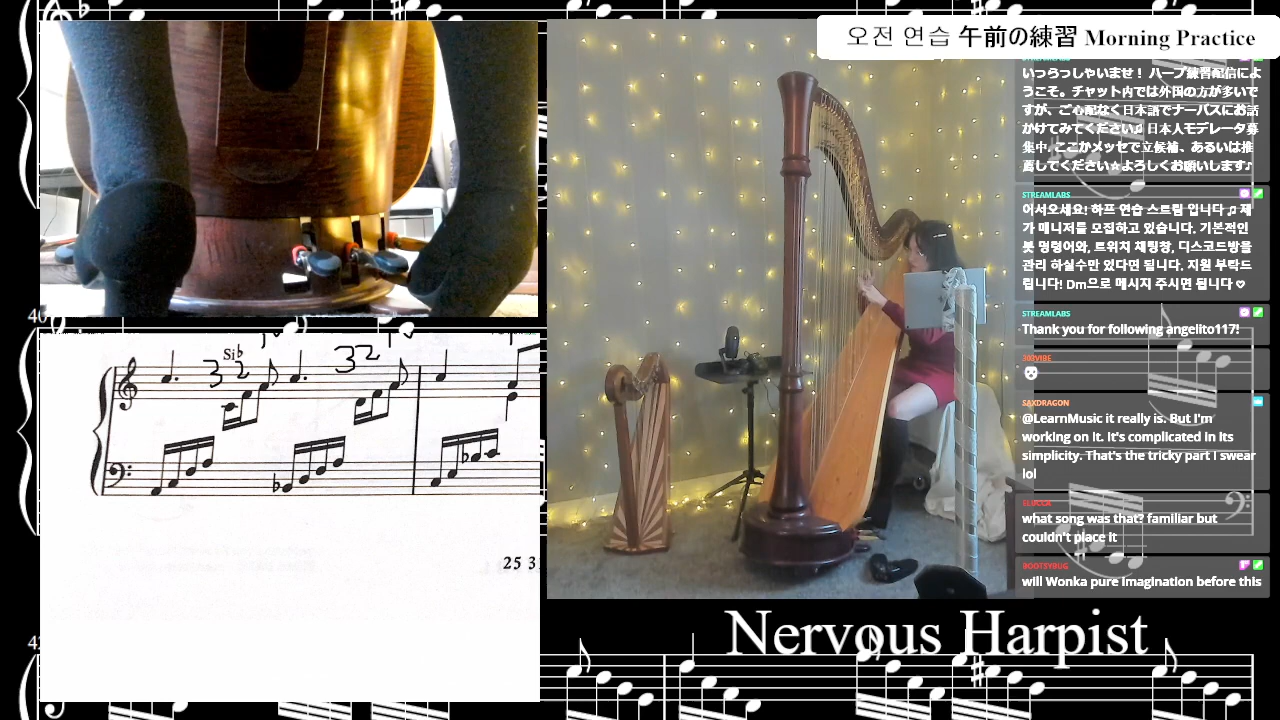 오전 연습 午前の練習 Morning Practice
いらっしゃいませ！ハープ練習配信によ
うこそ。チャット内では外国の方が多いで
すが、ご心配なく日本語でナーバスにお話
かけてみてください♫ 日本人モデレータ募
集中,ここかメッセで立候補、あるいは推
薦してください☆よろしくお願いします♪
STREAMLABS
어서오세요! 하프 연습 스트림 입니다 ♫ 제
가 매니저를 모집하고 있습니다. 기본적인
봇 명령어와, 트위치 채팅창, 디스코드방을
관리 하실수만 있다면 됩니다. 지원 부탁드
립니다! Dm으로 메시지 주시면 됩니다 ♡
STREAMLABS
Thank you for following angelito117!
303VIBE
SAXDRAGON
@LearnMusic it really is. But I'm
working on it. It's complicated in its
simplicity. That's the tricky part I swear
lol
what song was that? familiar but
couldn't place it
BOOTSYBUG
will Wonka pure imagination before this
40
Sib
3 2
32
25 3
42
Nervous Harpist